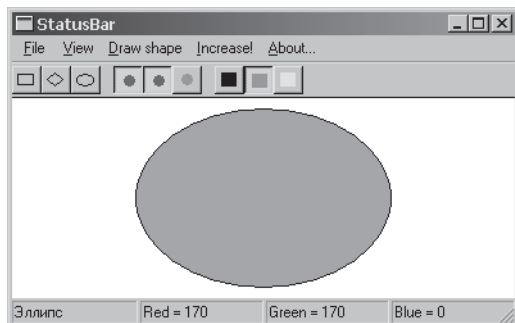 StatusBar
File View Draw shape Increase! About...
Эллипс Red = 170 Green = 170 Blue = 0